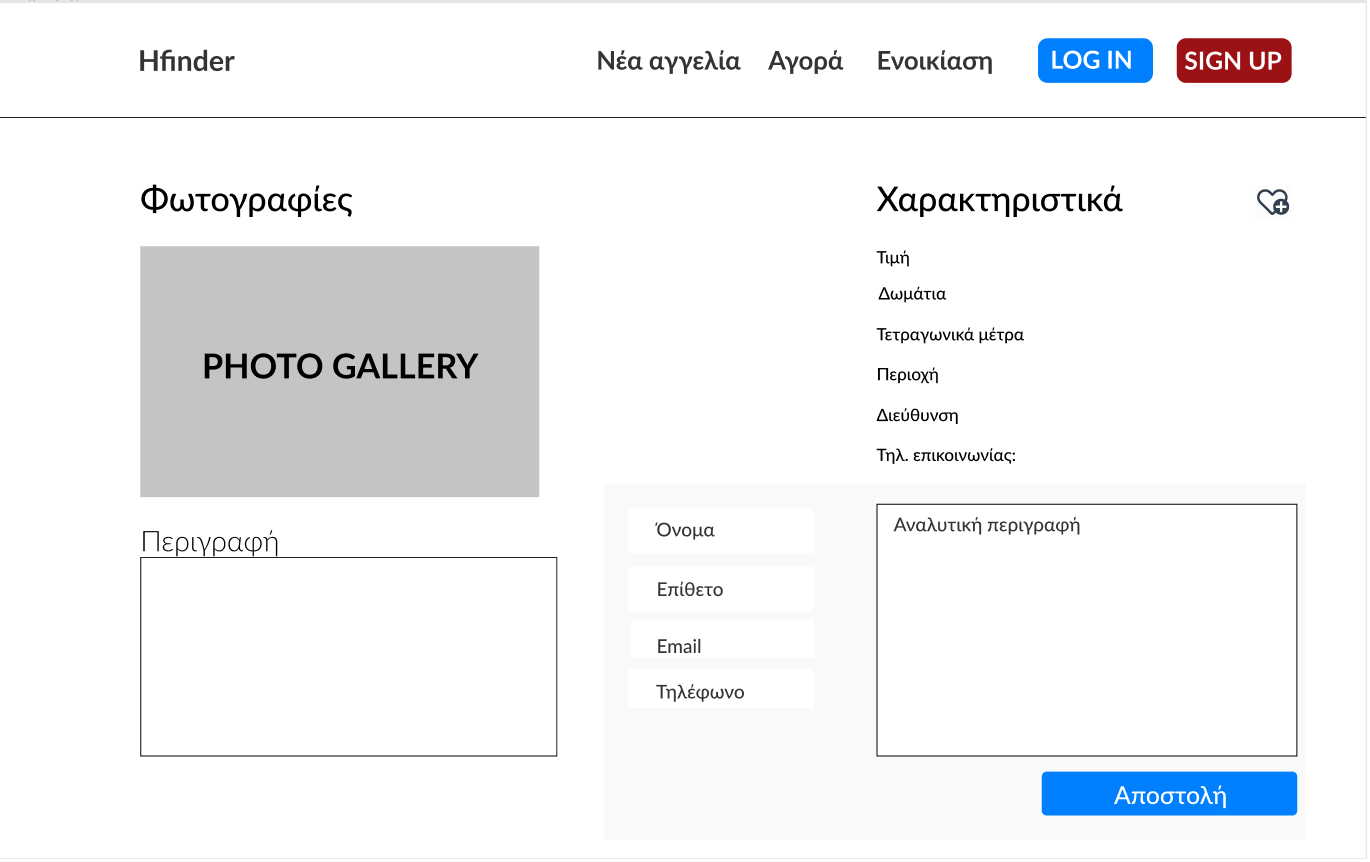 Hfinder
Νέα αγγελία Αγορά Ενοικίαση LOG IN SIGN UP
Φωτογραφίες
PHOTO GALLERY
Περιγραφή
Χαρακτηριστικά
Τιμή
Δωμάτια
Τετραγωνικά μέτρα
Περιοχή
Διεύθυνση
Τηλ. επικοινωνίας:
Όνομα
Επίθετο
Email
Τηλέφωνο
Αναλυτική περιγραφή
Αποστολή